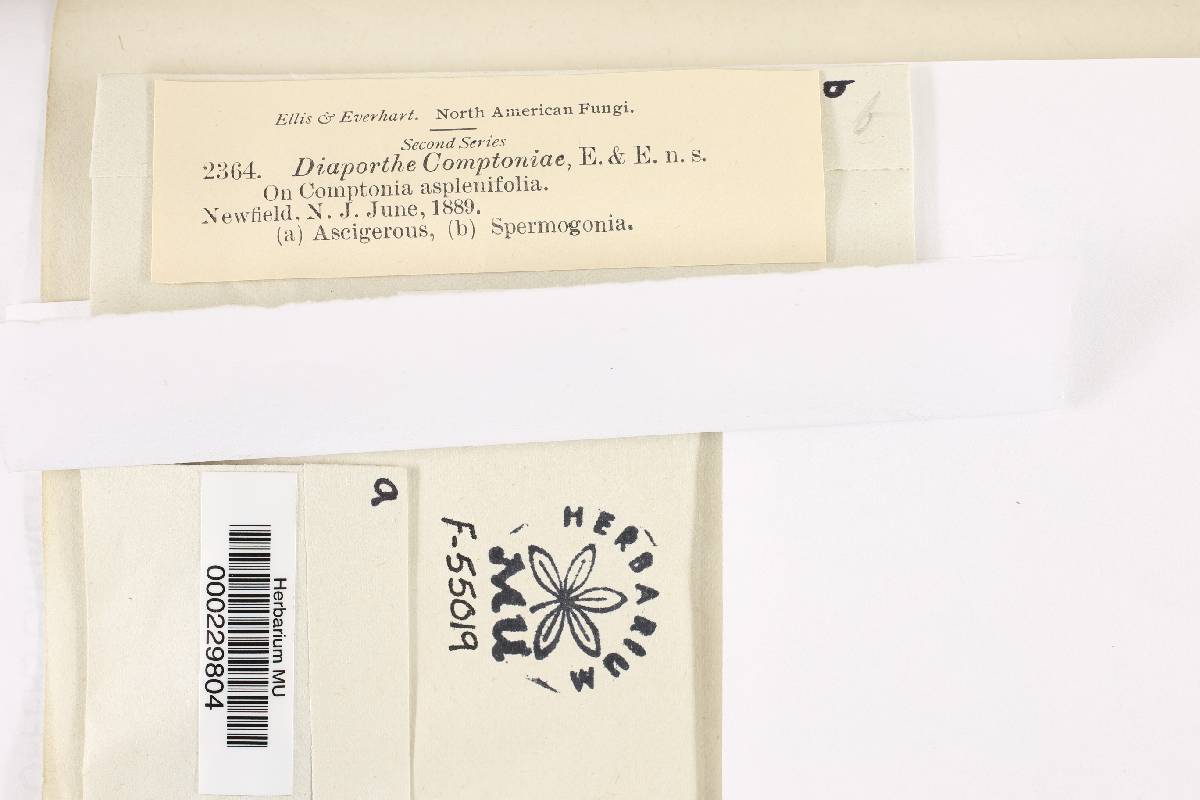 Ellis & Everhart. North American Fungi.
Second Series
2364. Diaporthe Comptoniae, E. & E. n. s.
On Comptonia asplenifolia.
Newfield, N. J. June, 1889.
(a) Ascigerous, (b) Spermogonia.
b
b
a
Herbarium MU
000229804
F-55019
MU
HERBARIUM